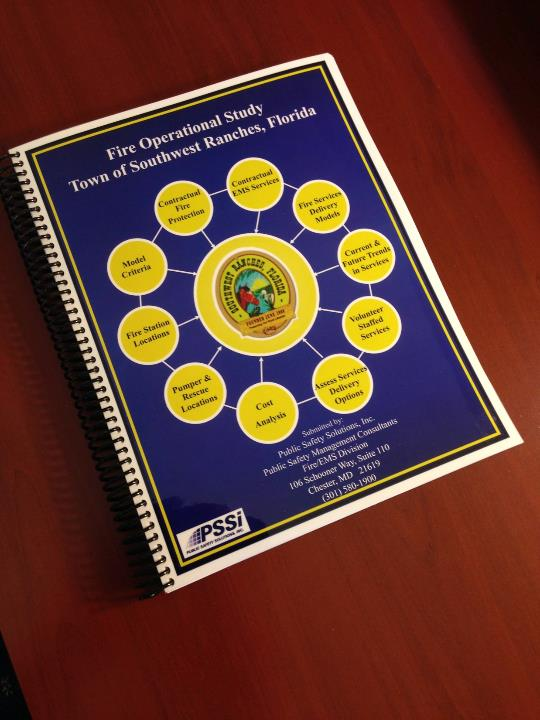 Fire Operational Study
Town of Southwest Ranches, Florida
Contractual
EMS Services
Fire Services
Delivery
Models
Current &
Future Trends
in Services
Volunteer
Staffed
Services
Assess Services
Delivery
Options
Cost
Analysis
Pumper &
Rescue
Locations
Fire Station
Locations
Model
Criteria
Contractual
Fire
Protection
SOUTHWEST RANCHES, FLORIDA
FOUNDED JUNE 2000
Submitted by:
Public Safety Solutions, Inc.
Public Safety Management Consultants
Fire/EMS Division
106 Schooner Way, Suite 110
Chester, MD 21619
(301) 580-1900
PSSi
PUBLIC SAFETY SOLUTIONS, INC.